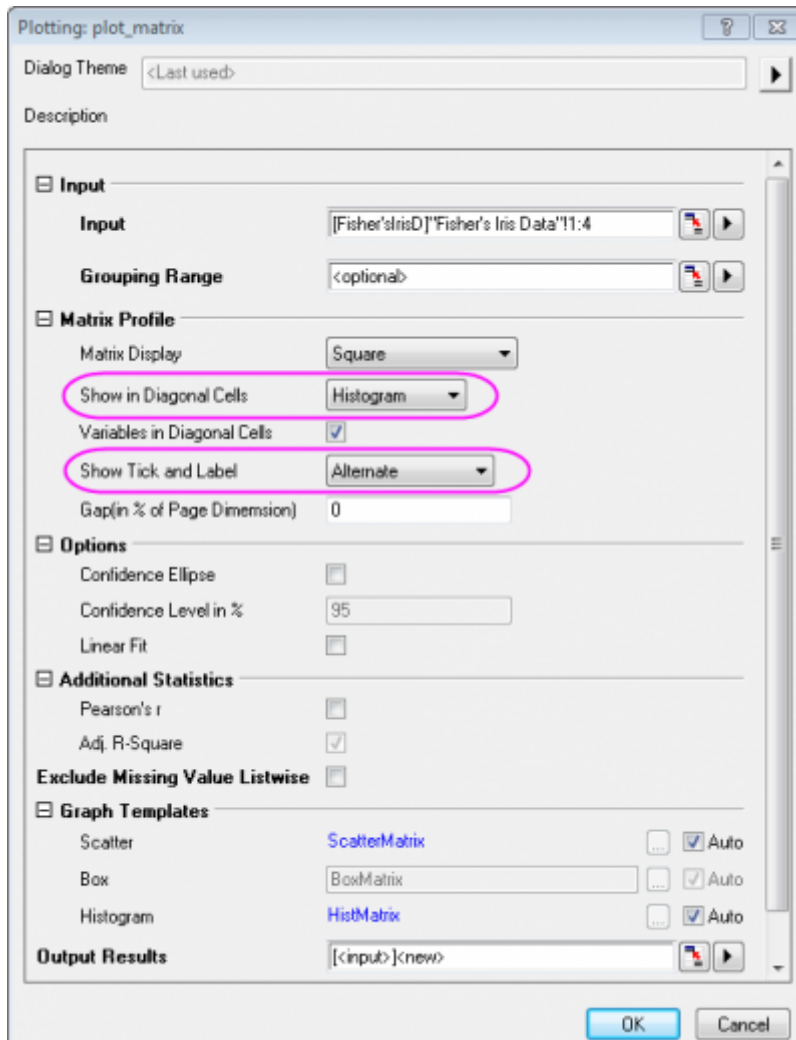 Plotting: plot_matrix
Dialog Theme <Last used>
Description
Input
Input [Fisher'sIrisD]"Fisher's Iris Data"!1:4
Grouping Range <optional>
Matrix Profile
Matrix Display Square
Show in Diagonal Cells Histogram
Variables in Diagonal Cells
Show Tick and Label Alternate
Gap(in % of Page Dimemsion) 0
Options
Confidence Ellipse
Confidence Level in % 95
Linear Fit
Additional Statistics
Pearson's r
Adj. R-Square
Exclude Missing Value Listwise
Graph Templates
Scatter ScatterMatrix ... Auto
Box BoxMatrix ... Auto
Histogram HistMatrix ... Auto
Output Results [<input>]<new>
OK Cancel